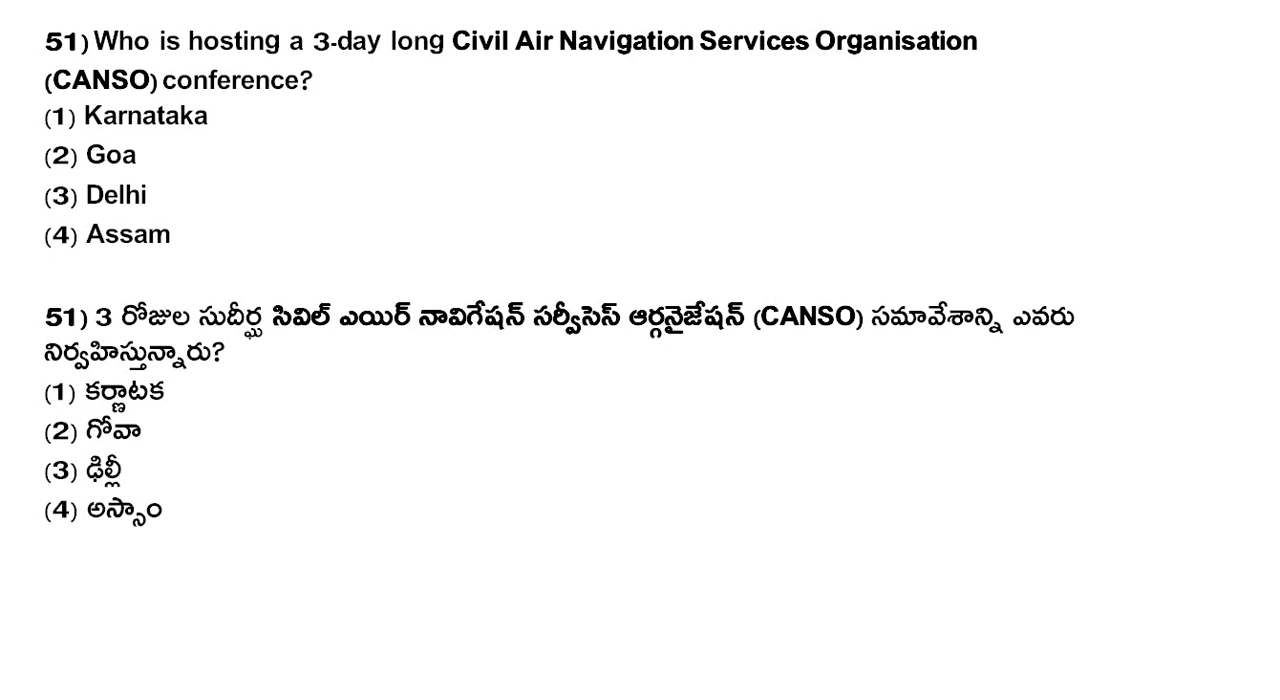 51) Who is hosting a 3-day long Civil Air Navigation Services Organisation
(CANSO) conference?
(1) Karnataka
(2) Goa
(3) Delhi
(4) Assam
51) 3 రోజుల సుదీర్ఘ సివిల్ ఎయిర్ నావిగేషన్ సర్వీసెస్ ఆర్గనైజేషన్ (CANSO) సమావేశాన్ని ఎవరు
నిర్వహిస్తున్నారు?
(1) కర్ణాటక
(2) గోవా
(3) ఢిల్లీ
(4) అస్సాం